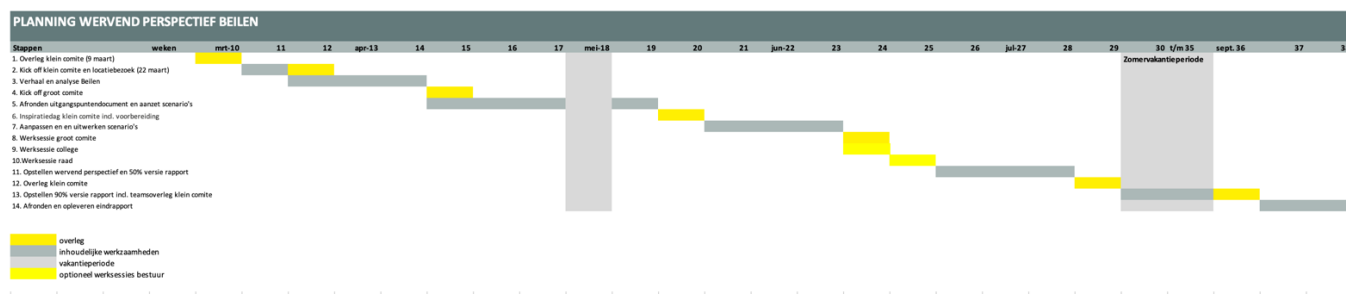 PLANNING WERVEND PERSPECTIEF BEILEN
Stappen weken mrt-10 11 12 apr-13 14 15 16 17 mei-18 19 20 21 jun-22 23 24 25 26 jul-27 28 29 30 t/m 35 sept. 36 37
1. Overleg klein comite (9 maart) Zomervakantieperiode
2. Kick off klein comite en locatiebezoek (22 maart)
3. Verhaal en analyse Beilen
4. Kick off groot comite
5. Afronden uitgangspuntendocument en aanzet scenario's
6. Inspiratiedag klein comite incl. voorbereiding
7. Aanpassen en en uitwerken scenario's
8. Werksessie groot comite
9. Werksessie college
10.Werksessie raad
11. Opstellen wervend perspectief en 50% versie rapport
12. Overleg klein comite
13. Opstellen 90% versie rapport incl. teamsoverleg klein comite
14. Afronden en opleveren eindrapport
overleg
inhoudelijke werkzaamheden
vakantieperiode
optioneel werksessies bestuur